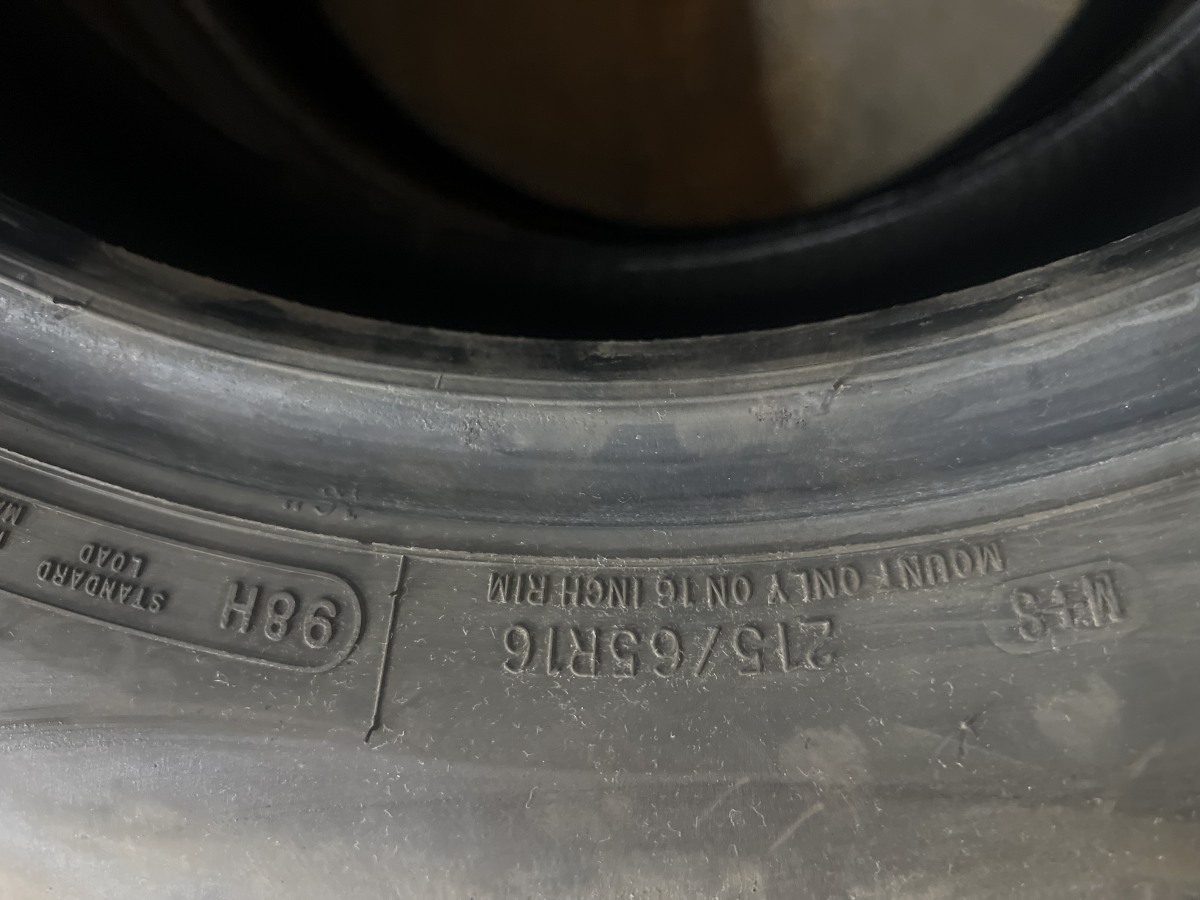 M+S
215/65R16
MOUNT ONLY ON 16 INCH RIM
98H
STANDARD
LOAD